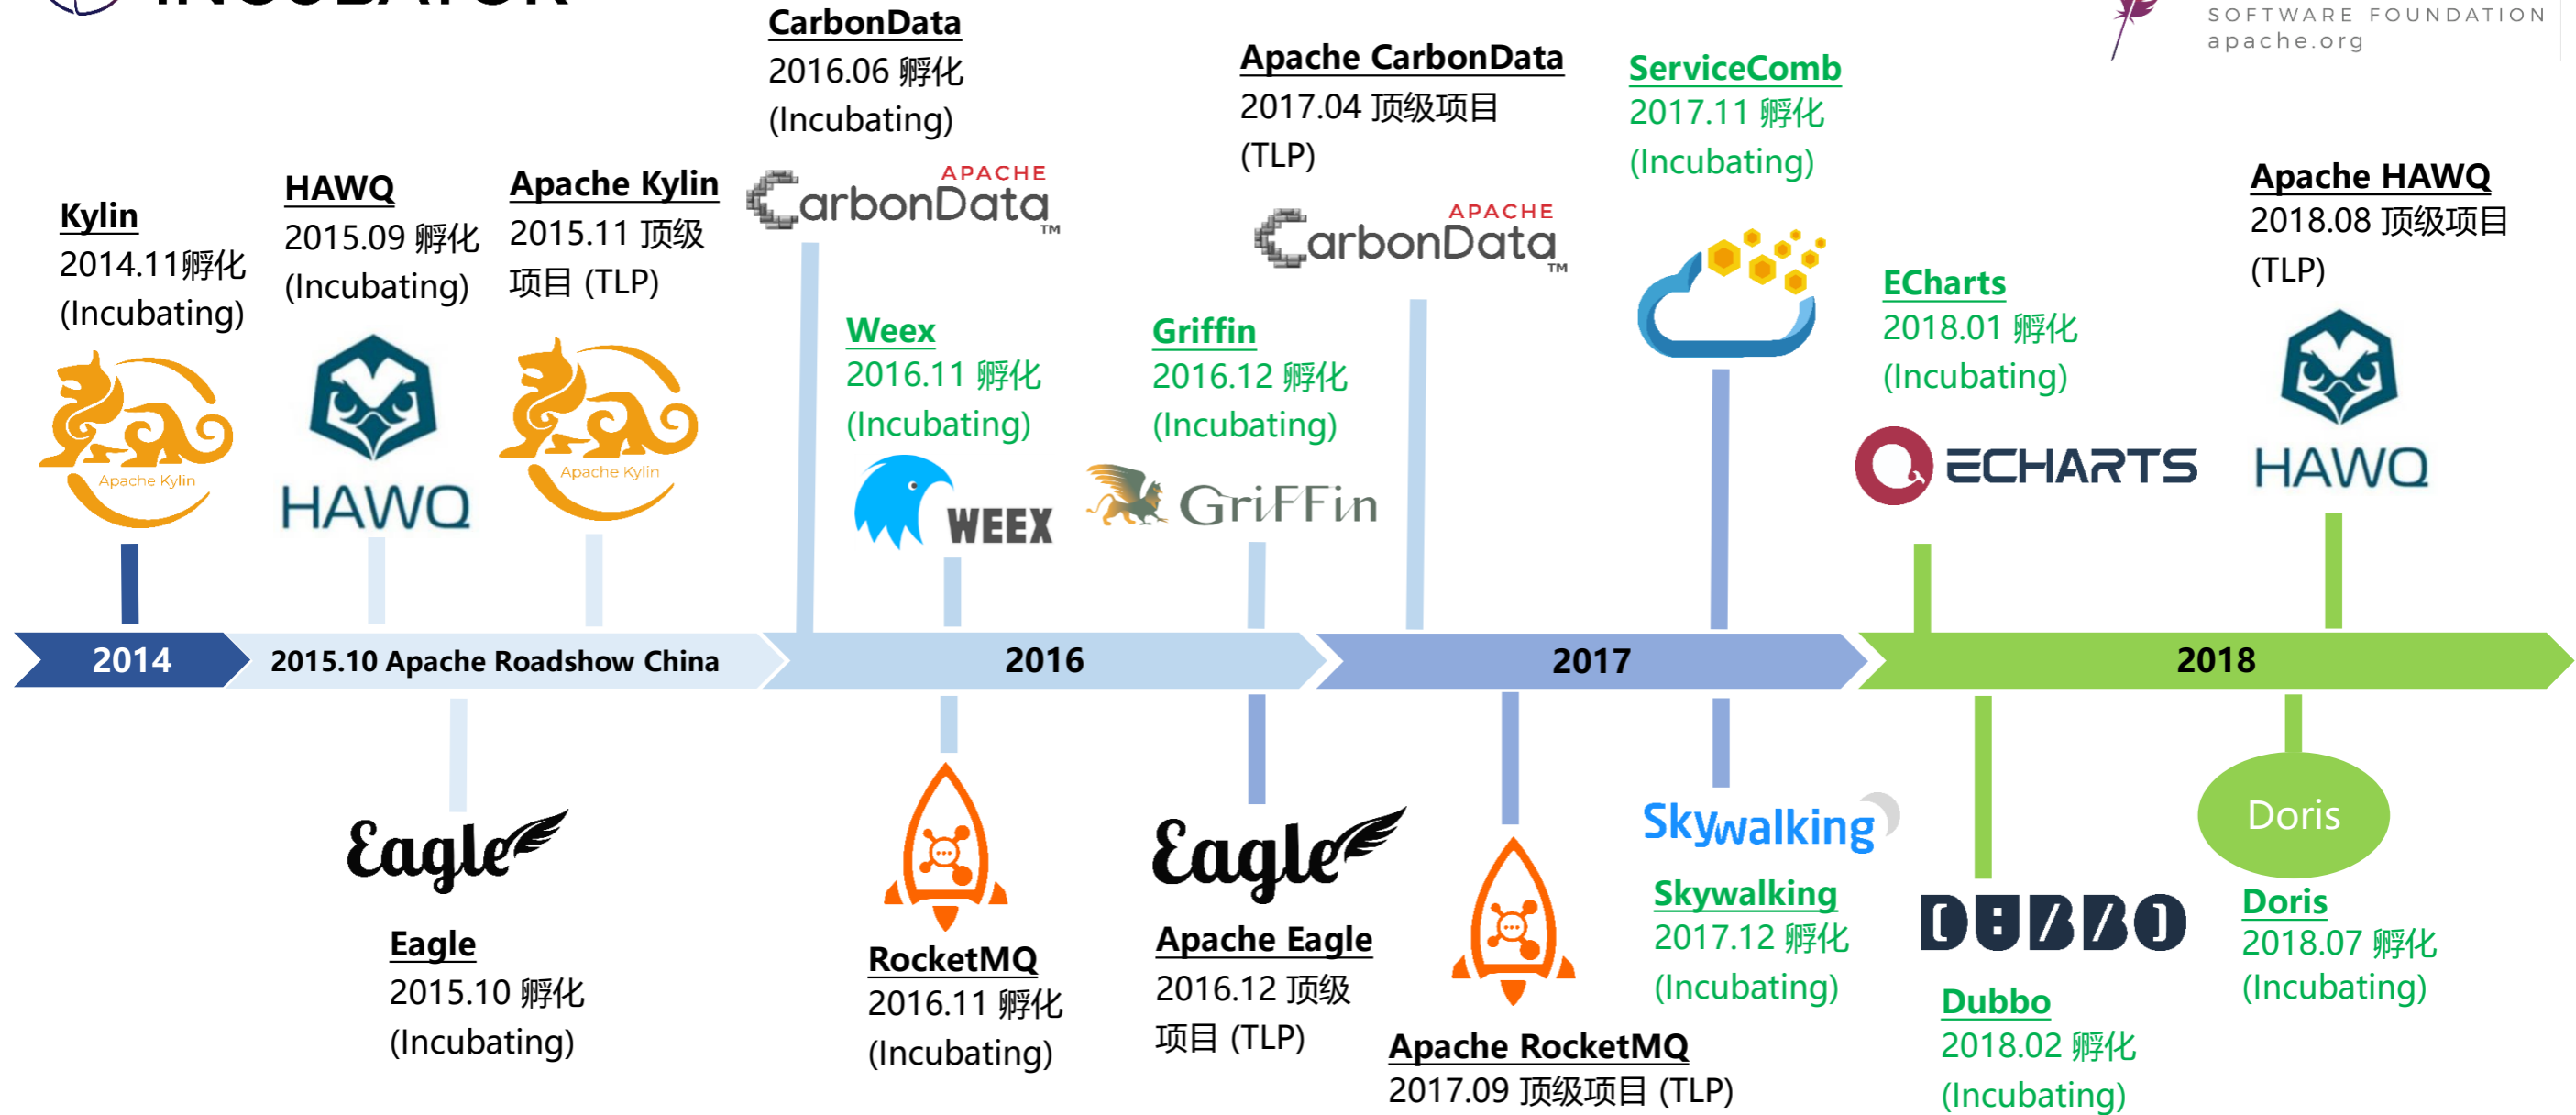 INCUBATOR
SOFTWARE FOUNDATION
apache.org
Kylin
2014.11孵化
(Incubating)
Apache Kylin
HAWQ
2015.09 孵化
(Incubating)
HAWQ
Apache Kylin
2015.11 顶级
项目 (TLP)
Apache Kylin
CarbonData
2016.06 孵化
(Incubating)
APACHE
CarbonData
TM
Weex
2016.11 孵化
(Incubating)
WEEX
Griffin
2016.12 孵化
(Incubating)
GriFFin
Apache CarbonData
2017.04 顶级项目
(TLP)
APACHE
CarbonData
TM
ServiceComb
2017.11 孵化
(Incubating)
ECharts
2018.01 孵化
(Incubating)
ECHARTS
Apache HAWQ
2018.08 顶级项目
(TLP)
HAWQ
2014
2015.10 Apache Roadshow China
2016
2017
2018
Eagle
Eagle
2015.10 孵化
(Incubating)
RocketMQ
2016.11 孵化
(Incubating)
Eagle
Apache Eagle
2016.12 顶级
项目 (TLP)
Apache RocketMQ
2017.09 顶级项目 (TLP)
Skywalking
Skywalking
2017.12 孵化
(Incubating)
DUBBO
Dubbo
2018.02 孵化
(Incubating)
Doris
Doris
2018.07 孵化
(Incubating)